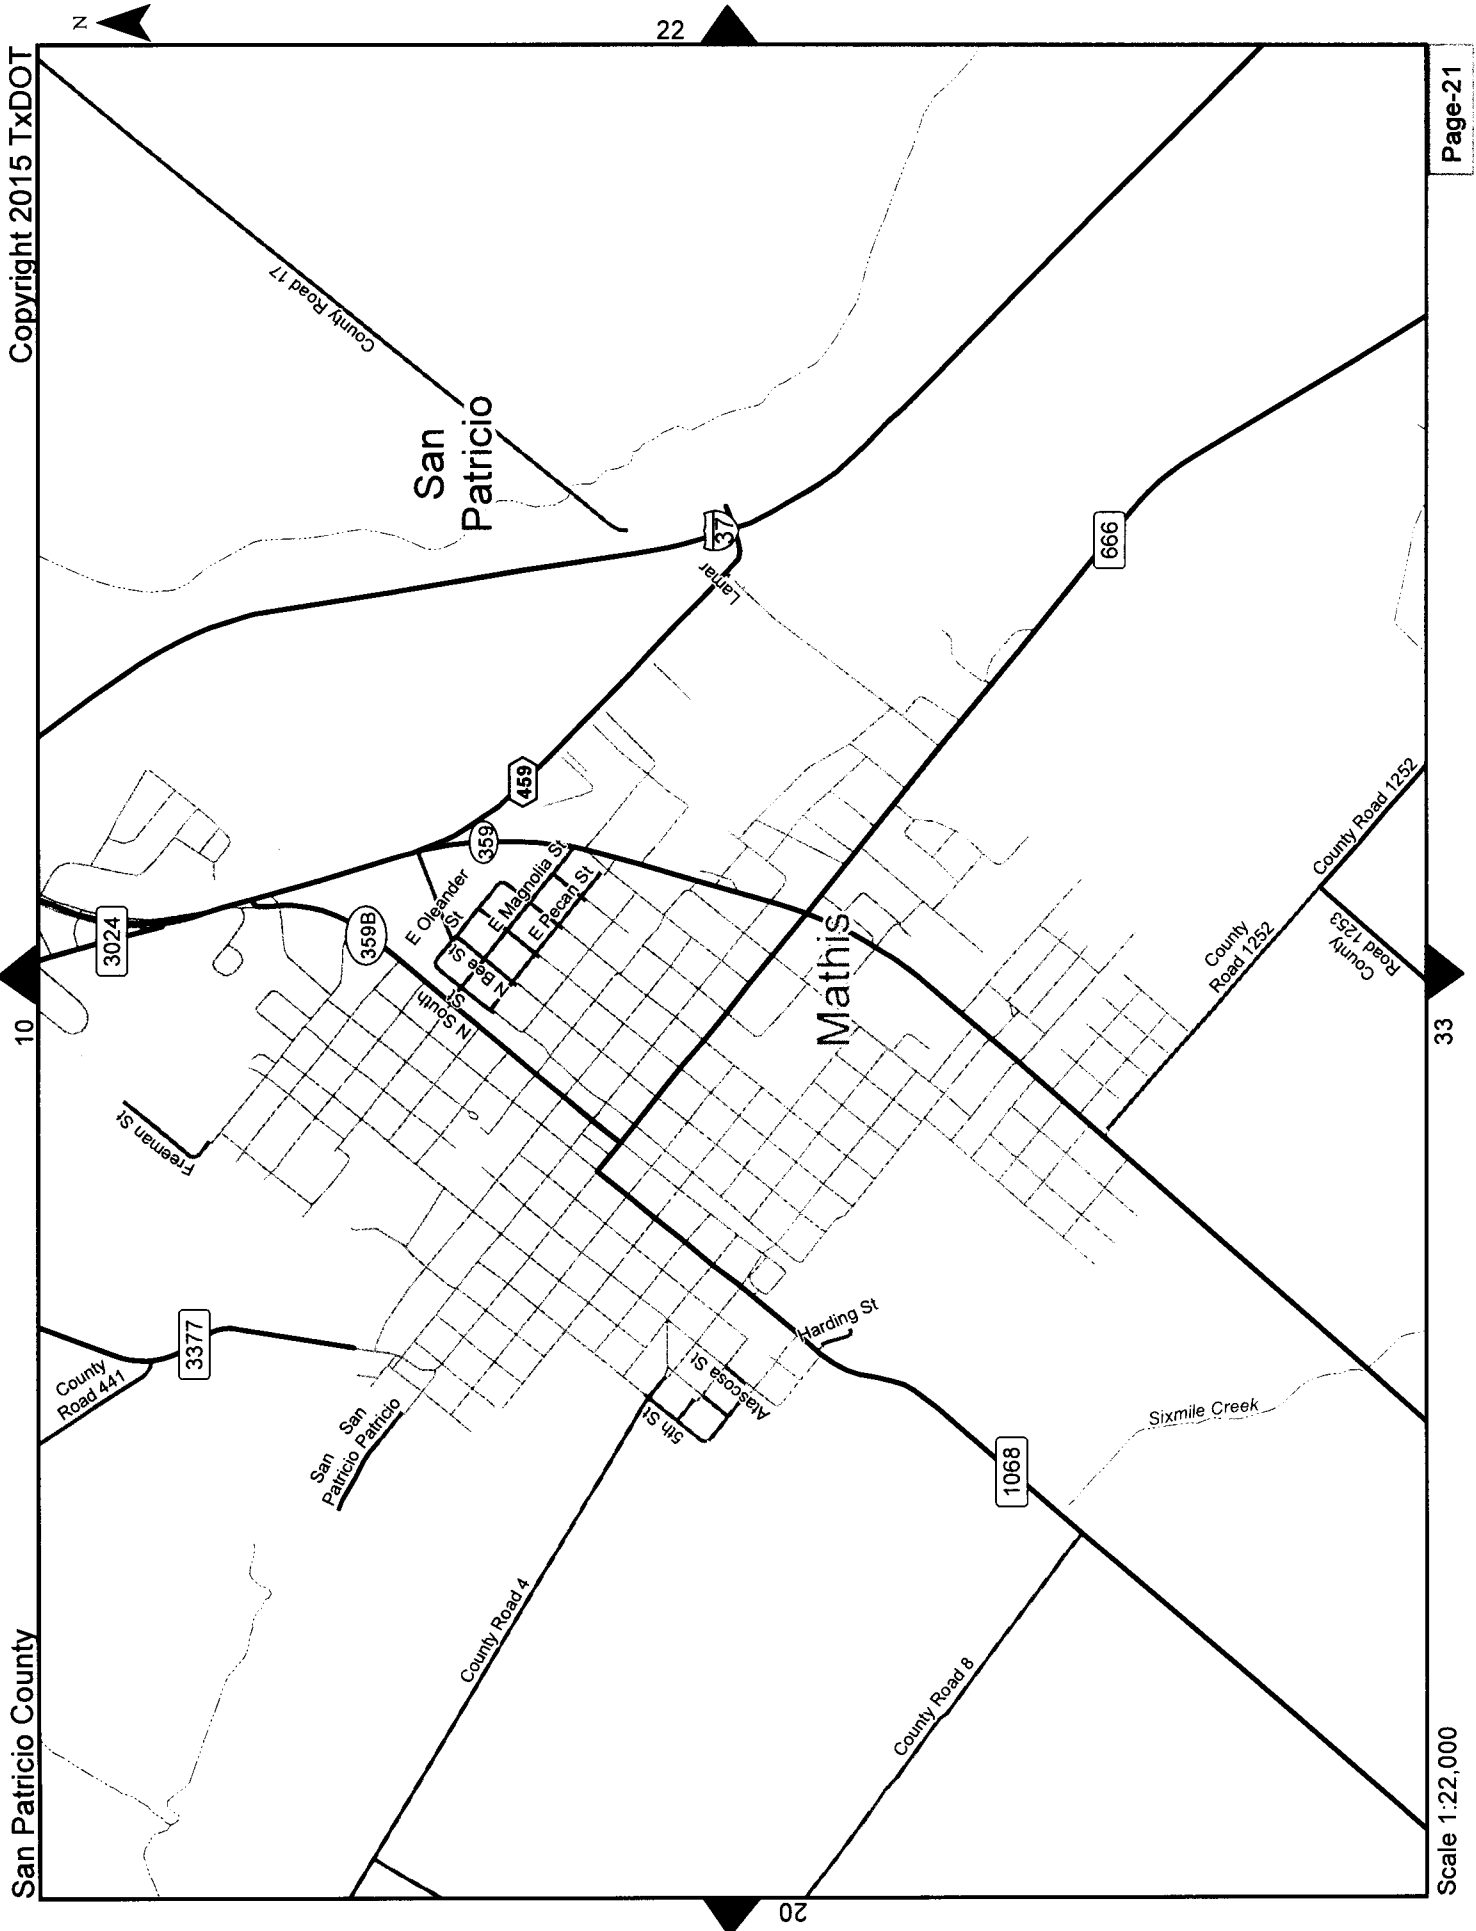 San Patricio County
Copyright 2015 TxDOT
N
10
22
20
33
3024
3377
County
Road 441
Freeman St
359B
359
459
County Road 17
San
Patricio
E Oleander
St
E Magnolia St
E Pecan St
N Bee St
N South
St
San
Patricio
San
Patricio
37
Lamar
5th St
Atascosa St
Harding St
Mathis
666
County Road 4
County Road 8
1068
Sixmile Creek
County
Road 1252
County Road 1252
County
Road 1253
Scale 1:22,000
Page-21